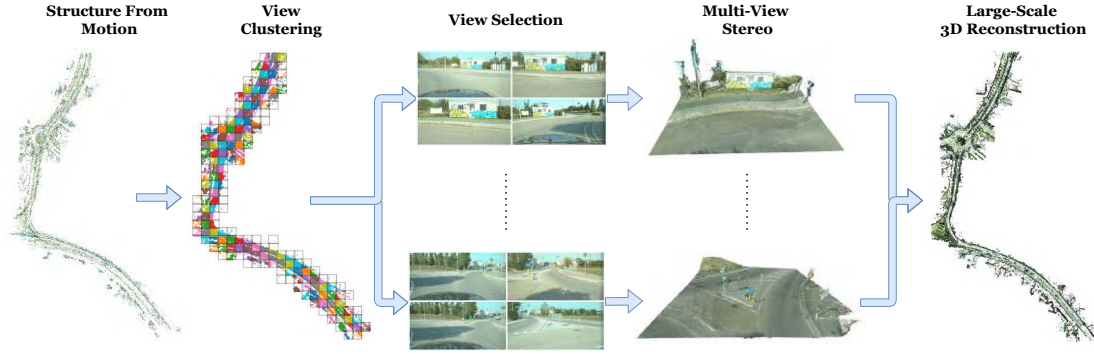 Structure From
Motion
View
Clustering
View Selection
Multi-View
Stereo
Large-Scale
3D Reconstruction